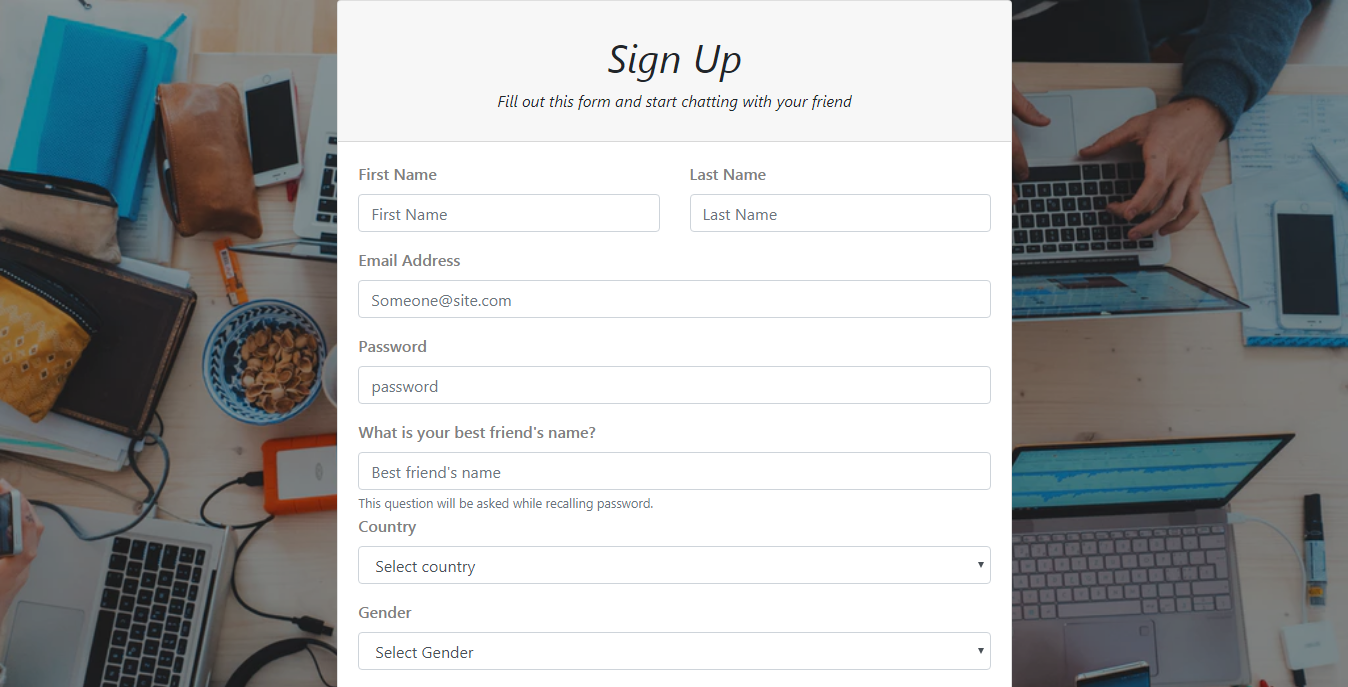 Sign Up
Fill out this form and start chatting with your friend
First Name Last Name
First Name Last Name
Email Address
Someone@site.com
Password
password
What is your best friend's name?
Best friend's name
This question will be asked while recalling password.
Country
Select country
Gender
Select Gender